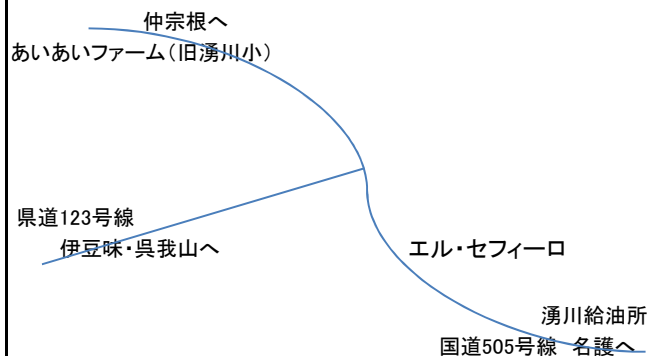 仲宗根へ
あいあいファーム(旧湧川小)
県道123号線
伊豆味・呉我山へ
エル・セフィーロ
湧川給油所
国道505号線 名護へ